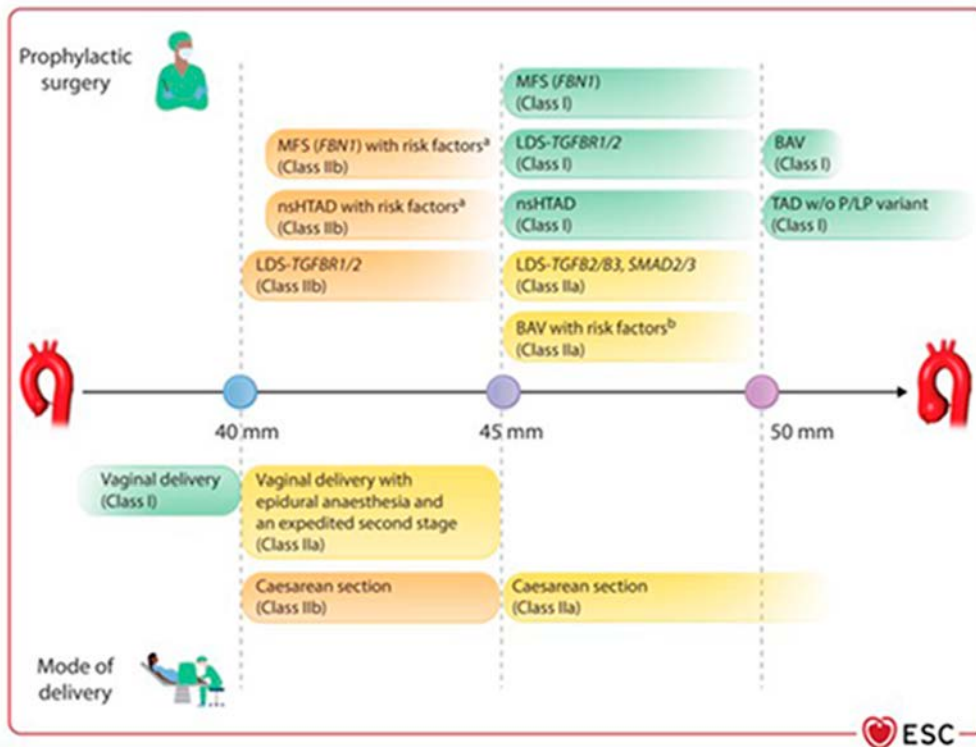 Prophylactic
surgery
MFS (FBN1)
(Class I)
MFS (FBN1) with risk factorsᵃ
(Class IIb)
LDS-TGFBR1/2
(Class I)
BAV
(Class I)
nsHTAD with risk factorsᵃ
(Class IIb)
nsHTAD
(Class I)
TAD w/o P/LP variant
(Class I)
LDS-TGFBR1/2
(Class IIb)
LDS-TGFB2/B3, SMAD2/3
(Class IIa)
BAV with risk factorsᵇ
(Class IIa)
40 mm
45 mm
50 mm
Vaginal delivery
(Class I)
Vaginal delivery with
epidural anaesthesia and
an expedited second stage
(Class IIa)
Caesarean section
(Class IIb)
Caesarean section
(Class IIa)
Mode of
delivery
ESC